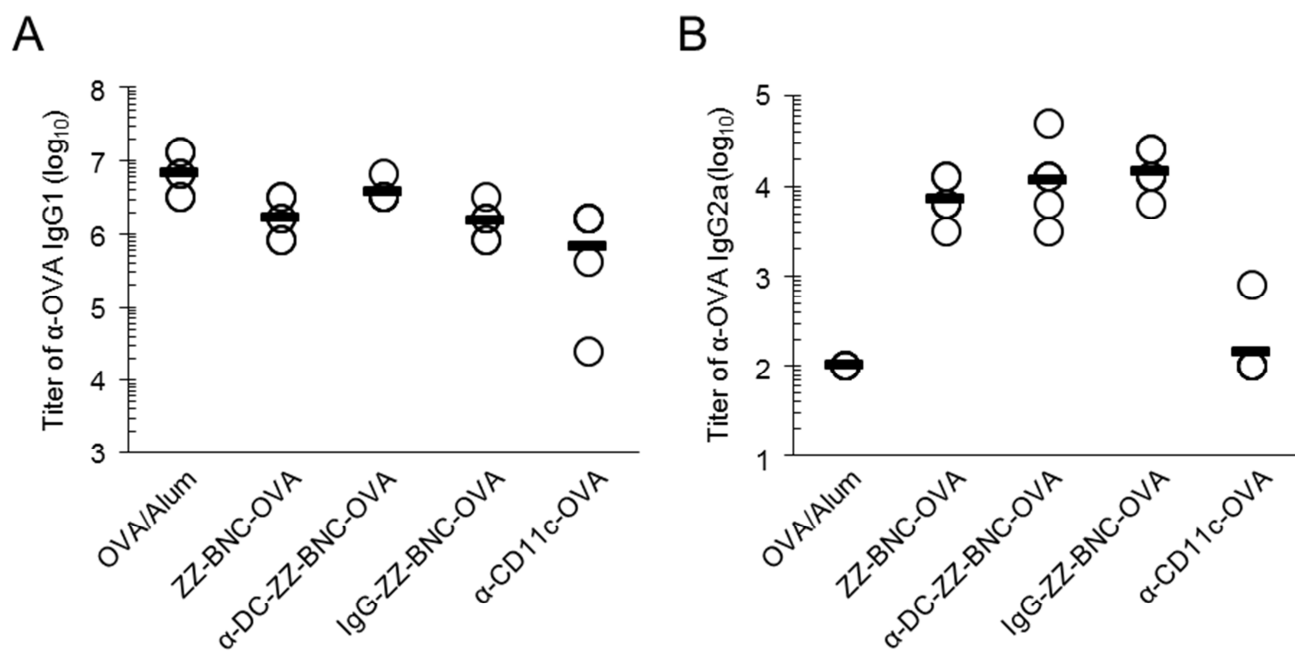 A
Titer of α-OVA IgG1 (log₁₀)
8
7
6
5
4
3
OVA/Alum
ZZ-BNC-OVA
α-DC-ZZ-BNC-OVA
IgG-ZZ-BNC-OVA
α-CD11c-OVA
B
Titer of α-OVA IgG2a (log₁₀)
5
4
3
2
1
OVA/Alum
ZZ-BNC-OVA
α-DC-ZZ-BNC-OVA
IgG-ZZ-BNC-OVA
α-CD11c-OVA